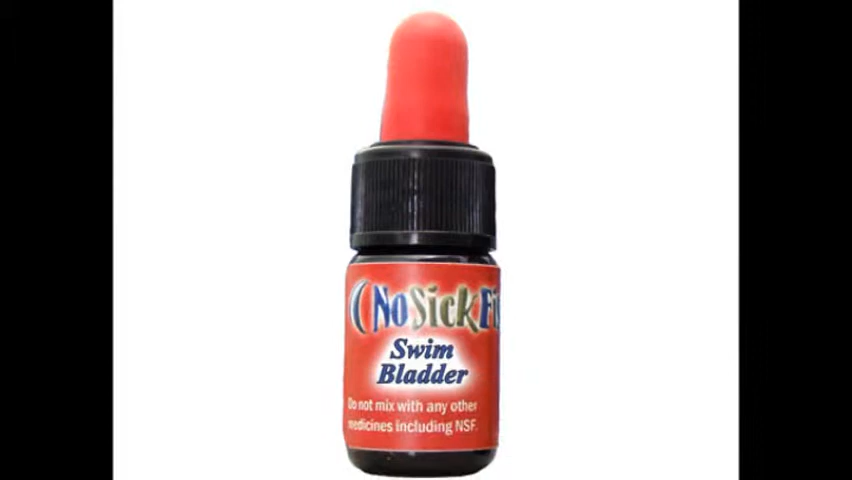 NoSickFi
Swim
Bladder
Do not mix with any other
medicines including NSF.